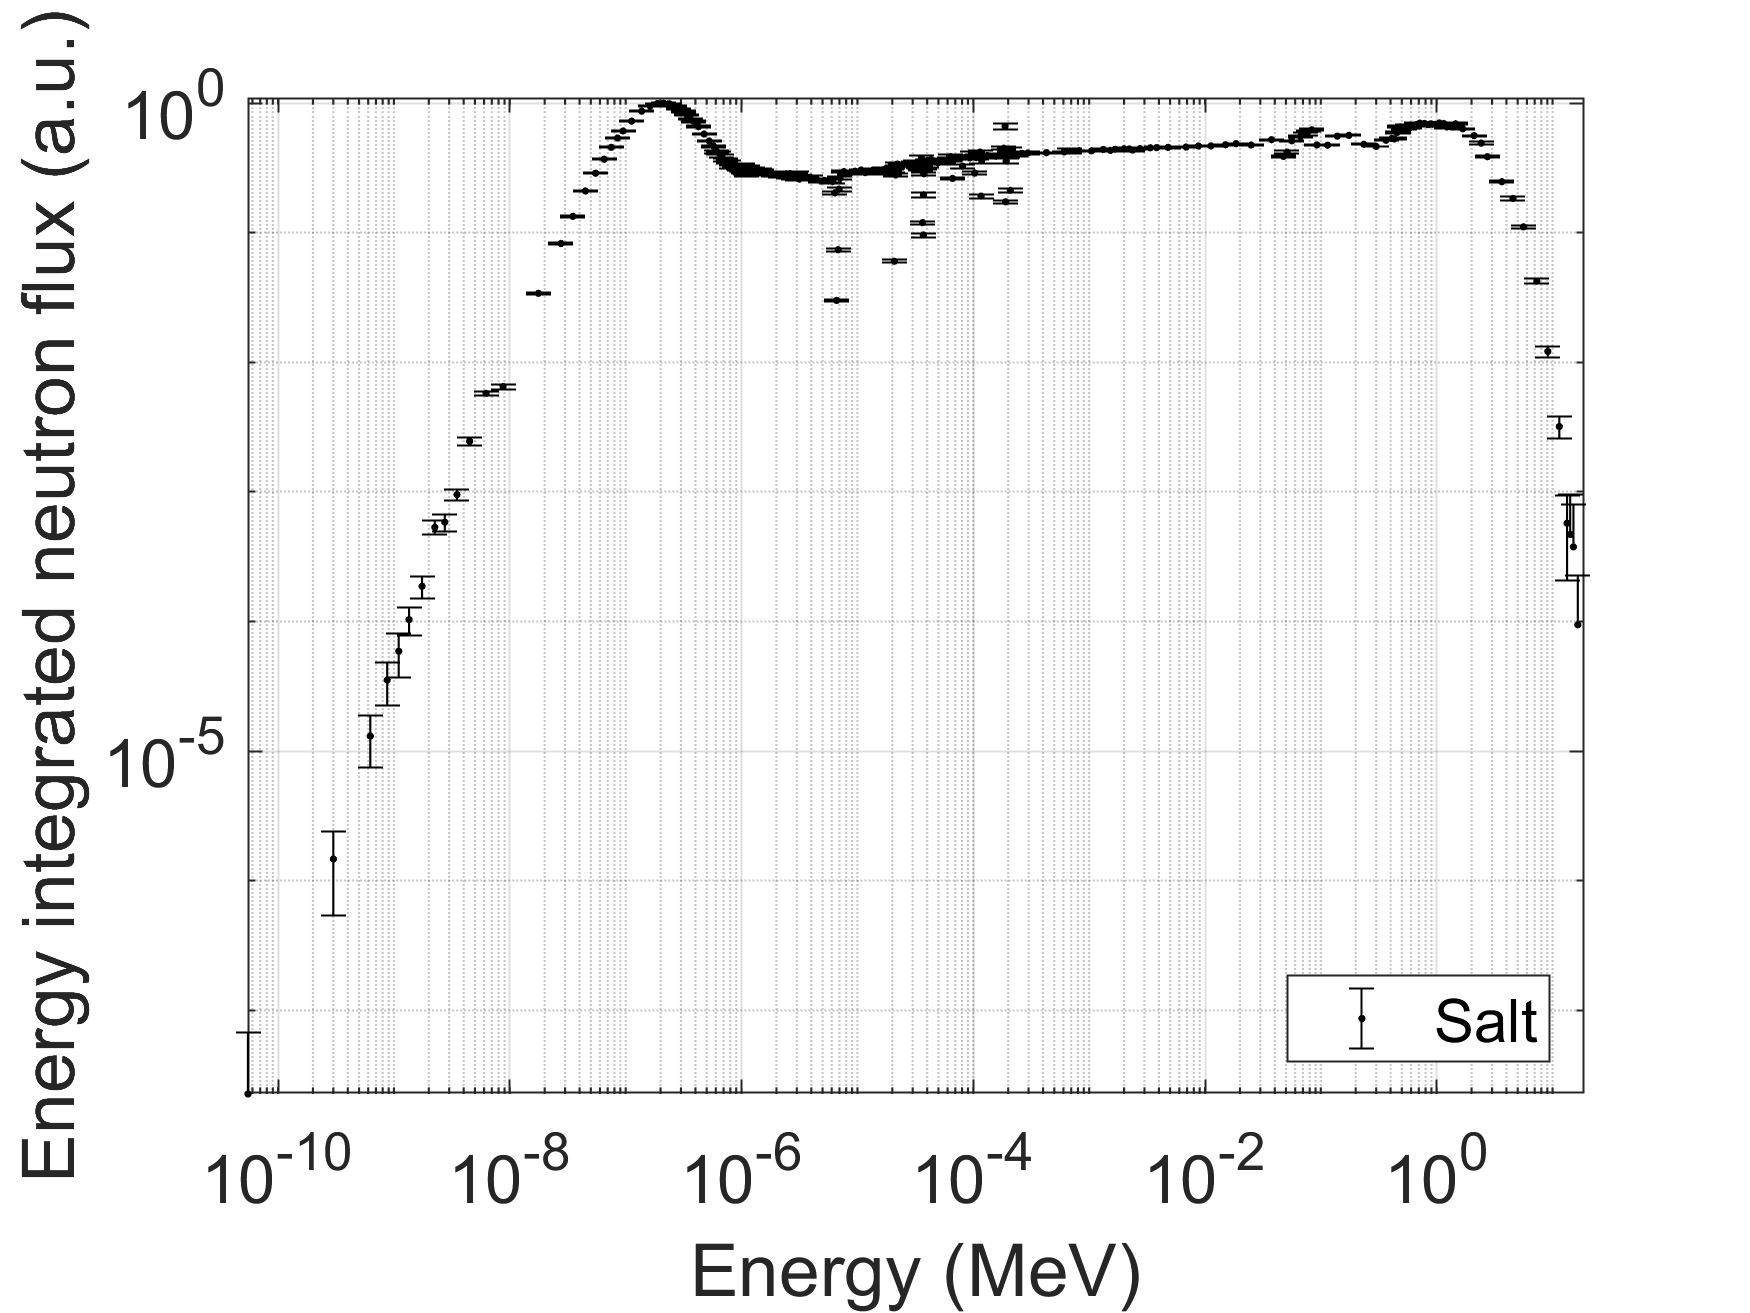 Energy integrated neutron flux (a.u.)
10^0
10^-5
Salt
10^-10 10^-8 10^-6 10^-4 10^-2 10^0
Energy (MeV)